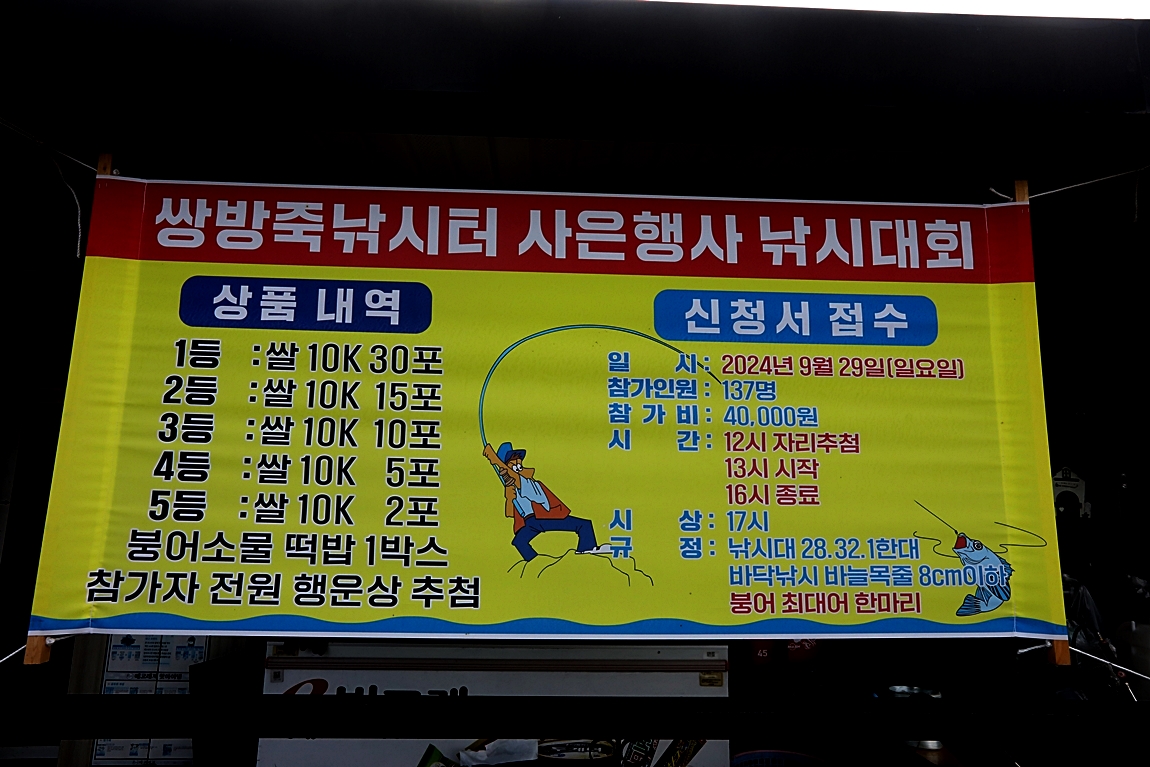 쌍방죽낚시터 사은행사 낚시대회
상품 내역
1등 : 쌀 10K 30포
2등 : 쌀 10K 15포
3등 : 쌀 10K 10포
4등 : 쌀 10K 5포
5등 : 쌀 10K 2포
붕어소물 떡밥 1박스
참가자 전원 행운상 추첨
신청서 접수
일 시 : 2024년 9월 29일(일요일)
참가인원 : 137명
참 가 비 : 40,000원
시 간 : 12시 자리추첨
13시 시작
16시 종료
시 상 : 17시
규 정 : 낚시대 28.32.1한대
바닥낚시 바늘목줄 8cm이하
붕어 최대어 한마리
45